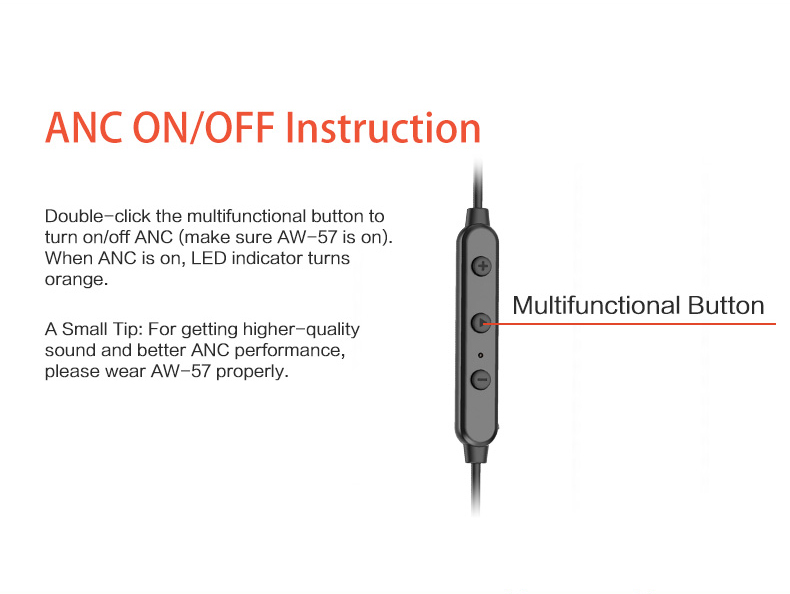 ANC ON/OFF Instruction
Double-click the multifunctional button to
turn on/off ANC (make sure AW-57 is on).
When ANC is on, LED indicator turns
orange.
Multifunctional Button
A Small Tip: For getting higher-quality
sound and better ANC performance,
please wear AW-57 properly.